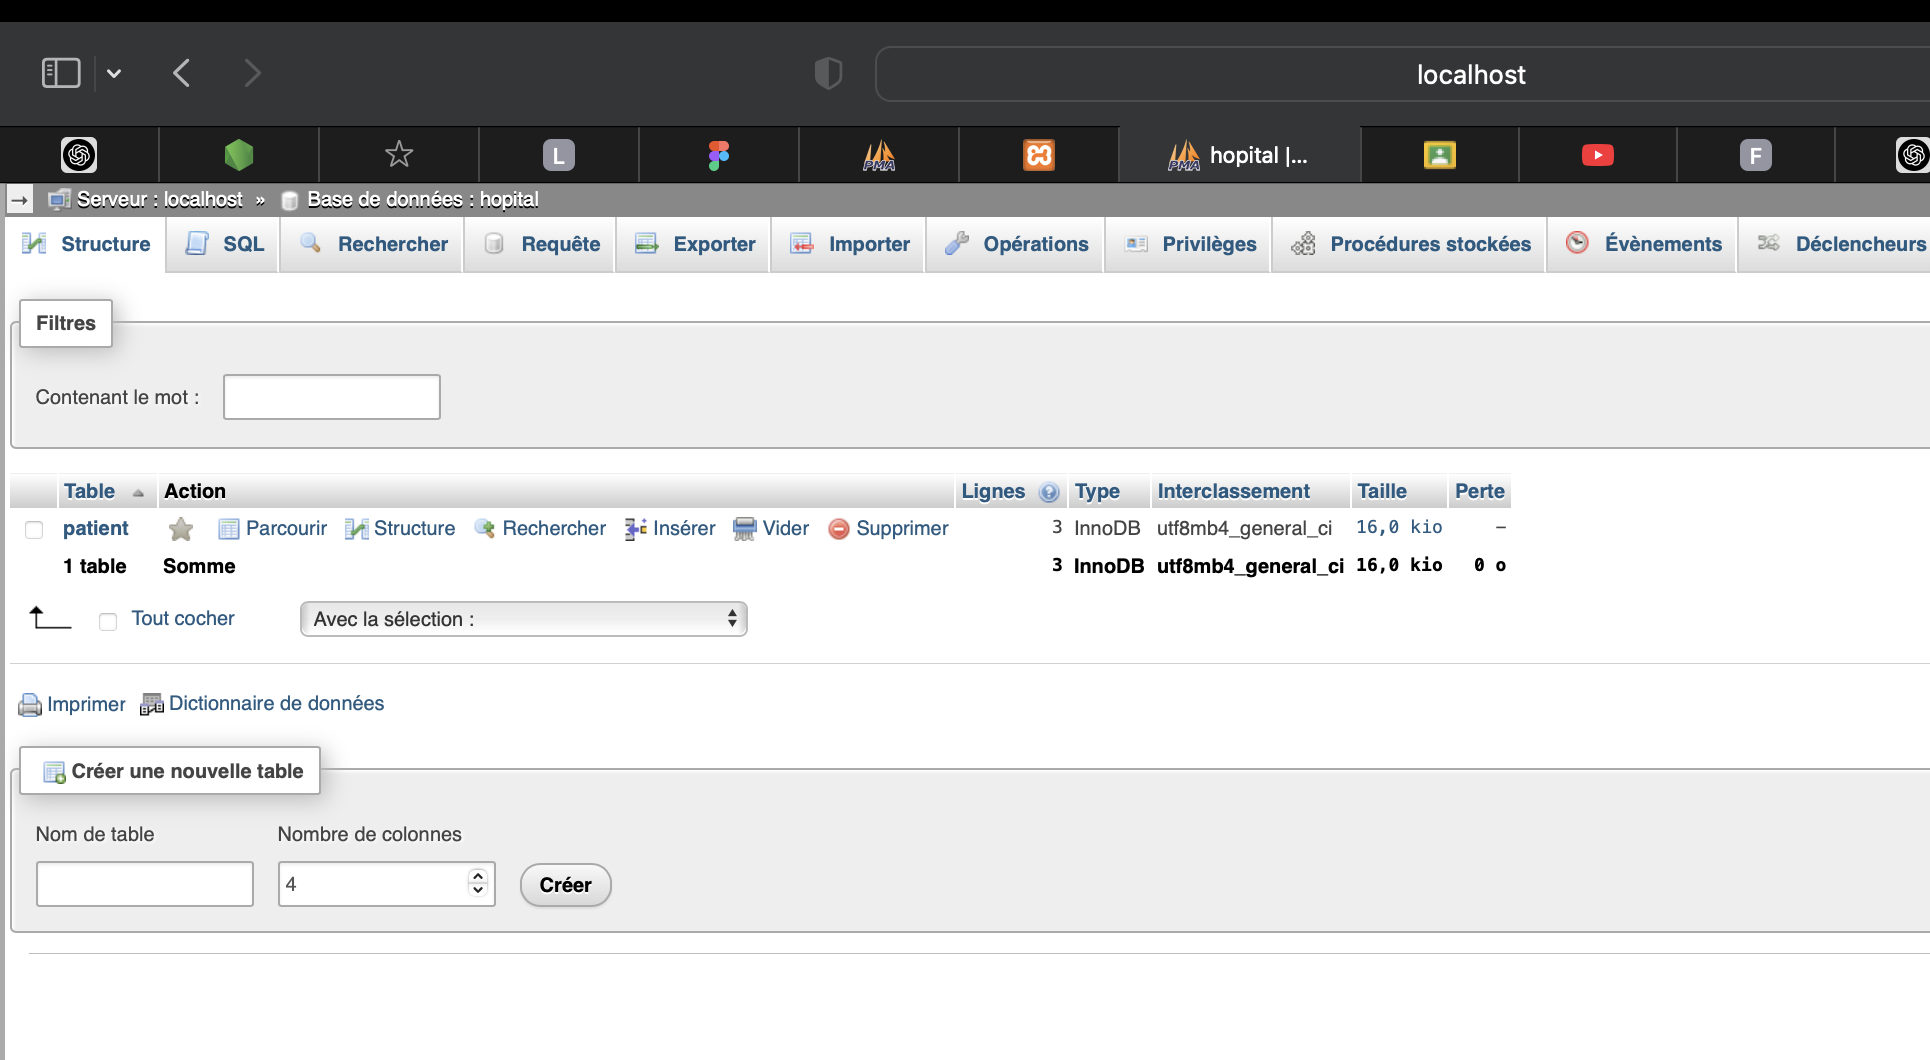 localhost
L
PMA
PMA
hopital |...
F
Serveur : localhost » Base de données : hopital
Structure
SQL
Rechercher
Requête
Exporter
Importer
Opérations
Privilèges
Procédures stockées
Évènements
Déclencheurs
Filtres
Contenant le mot :
Table Action Lignes Type Interclassement Taille Perte
patient Parcourir Structure Rechercher Insérer Vider Supprimer 3 InnoDB utf8mb4_general_ci 16,0 kio –
1 table Somme 3 InnoDB utf8mb4_general_ci 16,0 kio 0 o
Tout cocher Avec la sélection :
Imprimer Dictionnaire de données
Créer une nouvelle table
Nom de table Nombre de colonnes
4 Créer